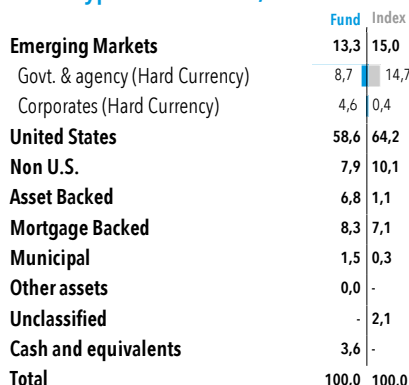 Fund Index
Emerging Markets 13,3 15,0
Govt. & agency (Hard Currency) 8,7 14,7
Corporates (Hard Currency) 4,6 0,4
United States 58,6 64,2
Non U.S. 7,9 10,1
Asset Backed 6,8 1,1
Mortgage Backed 8,3 7,1
Municipal 1,5 0,3
Other assets 0,0 -
Unclassified - 2,1
Cash and equivalents 3,6 -
Total 100,0 100,0